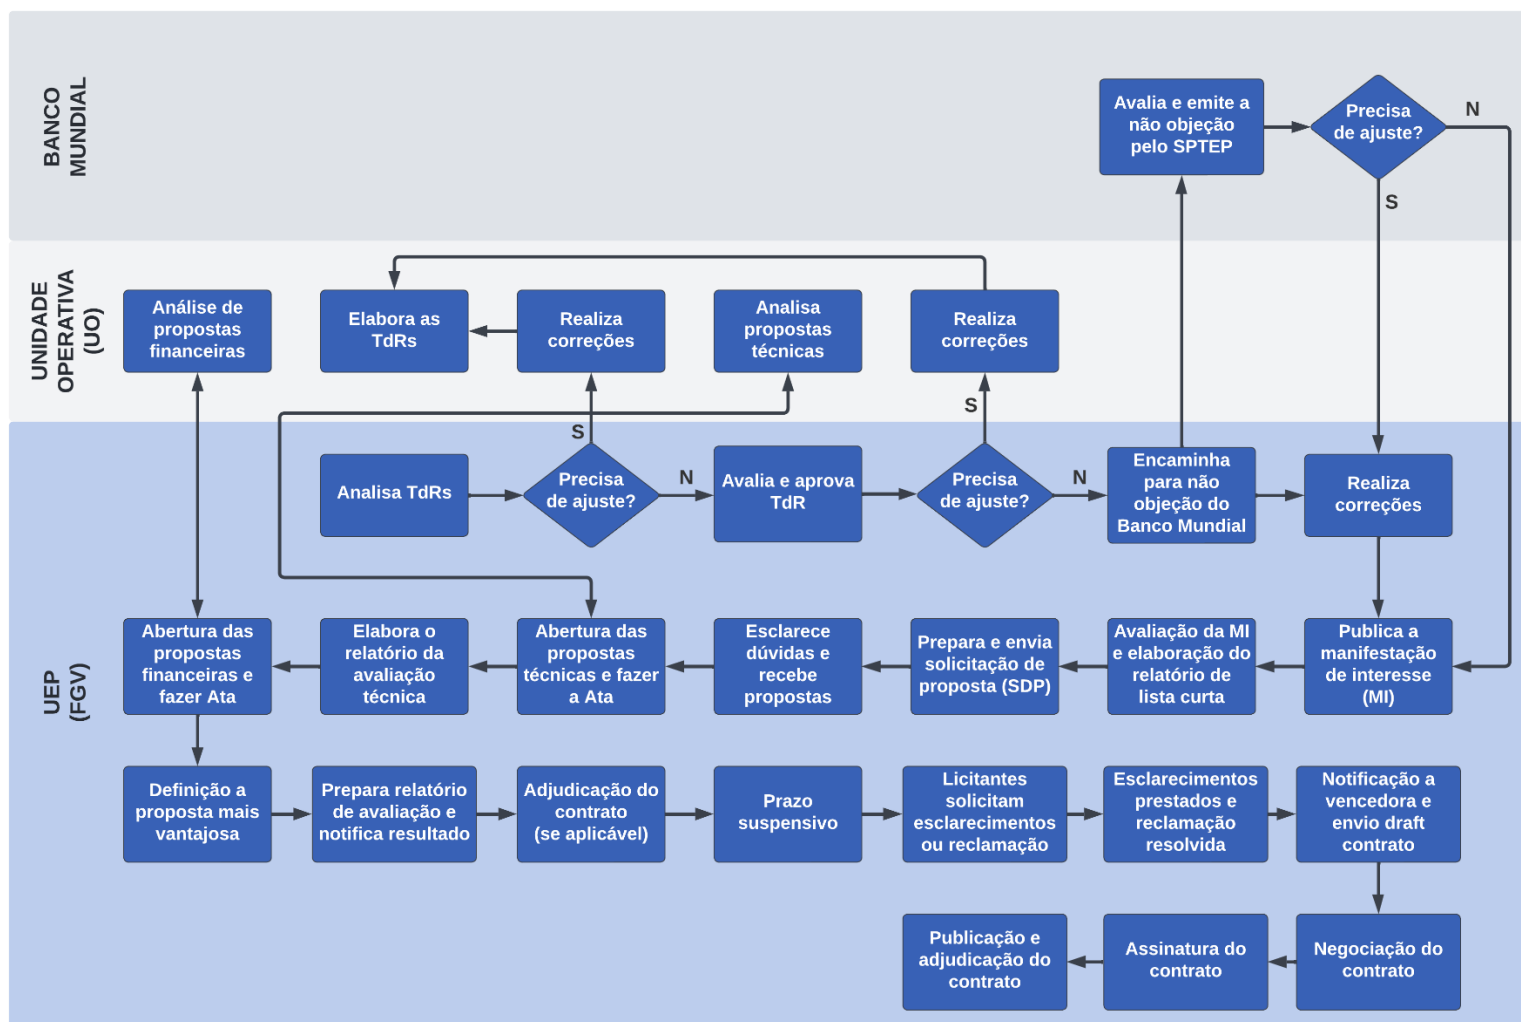 BANCO
MUNDIAL
Avalia e emite a
não objeção
pelo SPTEP
Precisa
de ajuste?
N
S
UNIDADE
OPERATIVA
(UO)
Análise de
propostas
financeiras
Elabora as
TdRs
Realiza
correções
Analisa
propostas
técnicas
Realiza
correções
S
S
UEP
(FGV)
Analisa TdRs
Precisa
de ajuste?
N
Avalia e aprova
TdR
Precisa
de ajuste?
N
Encaminha
para não
objeção do
Banco Mundial
Realiza
correções
Abertura das
propostas
financeiras e
fazer Ata
Elabora o
relatório da
avaliação
técnica
Abertura das
propostas
técnicas e fazer
a Ata
Esclarece
dúvidas e
recebe
propostas
Prepara e envia
solicitação de
proposta (SDP)
Avaliação da MI
e elaboração do
relatório de
lista curta
Publica a
manifestação
de interesse
(MI)
Definição a
proposta mais
vantajosa
Prepara relatório
de avaliação e
notifica resultado
Adjudicação do
contrato
(se aplicável)
Prazo
suspensivo
Licitantes
solicitam
esclarecimentos
ou reclamação
Esclarecimentos
prestados e
reclamação
resolvida
Notificação a
vencedora e
envio draft
contrato
Publicação e
adjudicação do
contrato
Assinatura do
contrato
Negociação do
contrato